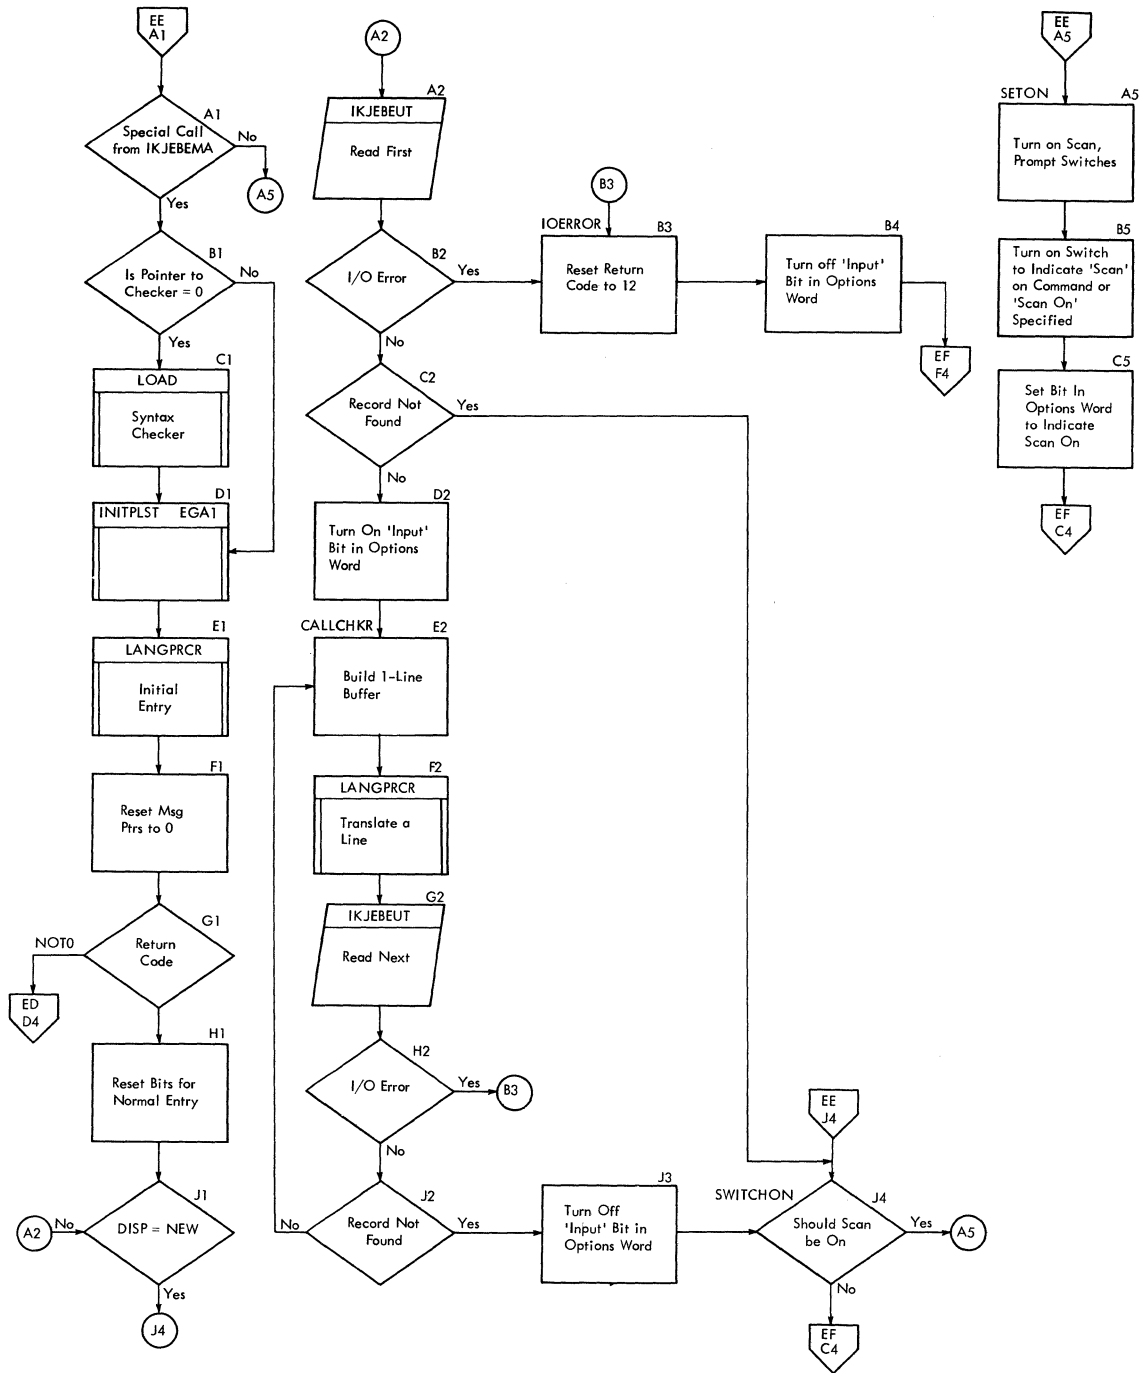 EE
A1
A1
Special Call
from IKJEBEMA
No
A5
Yes
B1
Is Pointer to
Checker = 0
No
Yes
C1
LOAD
Syntax
Checker
D1
INITPLST EGA1
E1
LANGPRCR
Initial
Entry
F1
Reset Msg
Ptrs to 0
G1
Return
Code
NOT0
ED
D4
H1
Reset Bits for
Normal Entry
J1
DISP = NEW
No
A2
Yes
J4
A2
A2
IKJEBEUT
Read First
B2
I/O Error
Yes
No
C2
Record Not
Found
Yes
No
D2
Turn On 'Input'
Bit in Options
Word
CALLCHKR
E2
Build 1-Line
Buffer
F2
LANGPRCR
Translate a
Line
G2
IKJEBEUT
Read Next
H2
I/O Error
Yes
B3
No
J2
Record Not
Found
No
Yes
B3
IOERROR
B3
Reset Return
Code to 12
B4
Turn off 'Input'
Bit in Options
Word
EF
F4
J3
Turn Off
'Input' Bit in
Options Word
EE
J4
SWITCHON
J4
Should Scan
be On
Yes
A5
No
EF
C4
EE
A5
SETON
A5
Turn on Scan,
Prompt Switches
B5
Turn on Switch
to Indicate 'Scan'
on Command or
'Scan On'
Specified
C5
Set Bit In
Options Word
to Indicate
Scan On
EF
C4